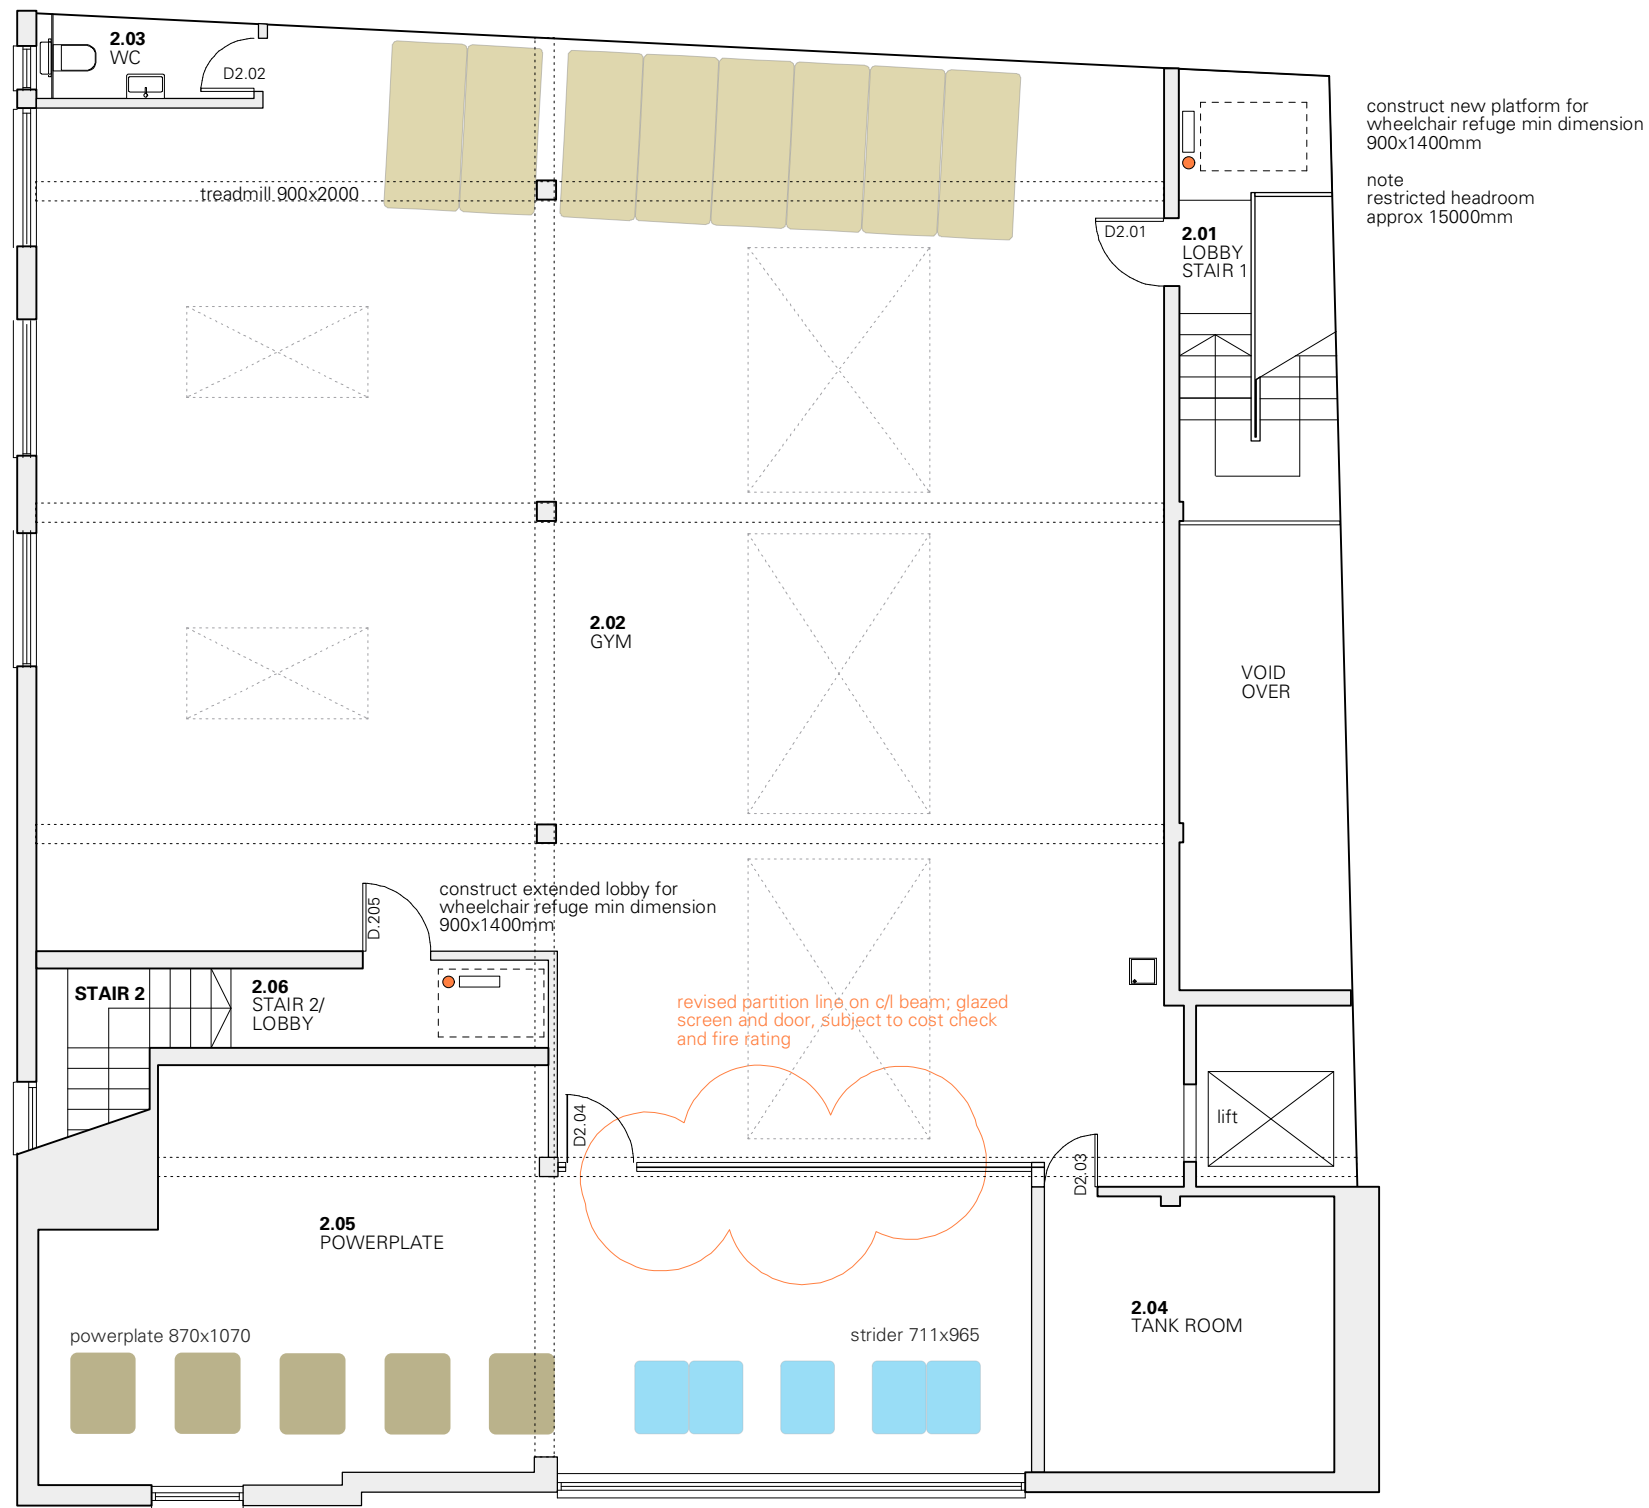 2.03
WC
D2.02
construct new platform for
wheelchair refuge min dimension
900x1400mm
note
restricted headroom
approx 15000mm
treadmill 900x2000
D2.01
2.01
LOBBY
STAIR 1
2.02
GYM
VOID
OVER
D.205
construct extended lobby for
wheelchair refuge min dimension
900x1400mm
STAIR 2
2.06
STAIR 2/
LOBBY
revised partition line on c/l beam; glazed
screen and door, subject to cost check
and fire rating
D2.04
lift
D2.03
2.05
POWERPLATE
2.04
TANK ROOM
powerplate 870x1070
strider 711x965